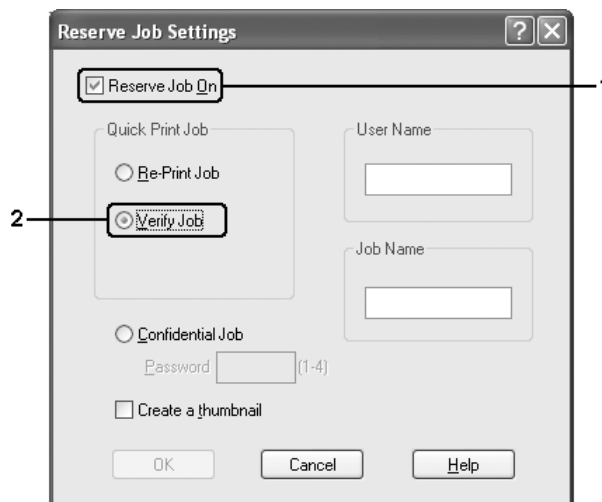 Reserve Job Settings
Reserve Job On
1
Quick Print Job
User Name
Re-Print Job
2
Verify Job
Job Name
Confidential Job
Password
(1-4)
Create a thumbnail
OK
Cancel
Help